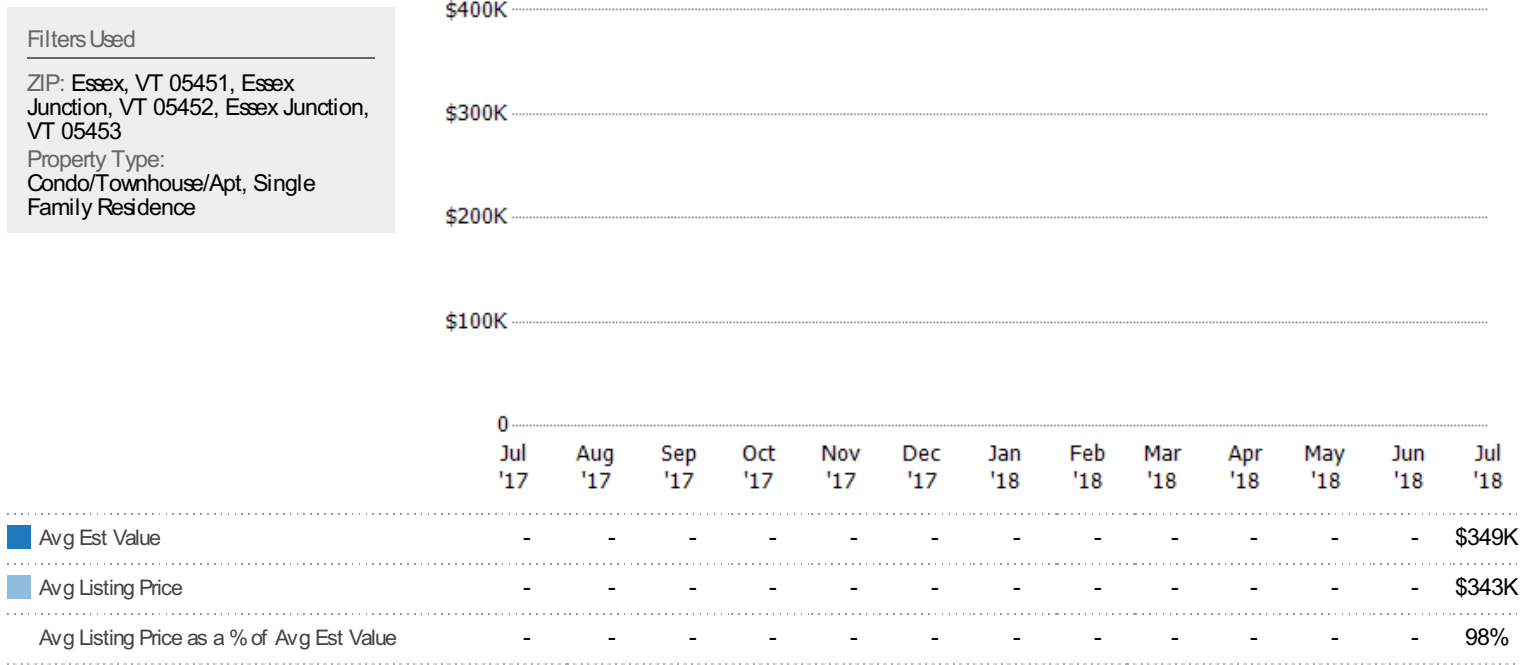 Filters Used
ZIP: Essex, VT 05451, Essex
Junction, VT 05452, Essex Junction,
VT 05453
Property Type:
Condo/Townhouse/Apt, Single
Family Residence
$400K
$300K
$200K
$100K
0
Jul Aug Sep Oct Nov Dec Jan Feb Mar Apr May Jun Jul
'17 '17 '17 '17 '17 '17 '18 '18 '18 '18 '18 '18 '18
Avg Est Value - - - - - - - - - - - - $349K
Avg Listing Price - - - - - - - - - - - - $343K
Avg Listing Price as a % of Avg Est Value - - - - - - - - - - - - 98%